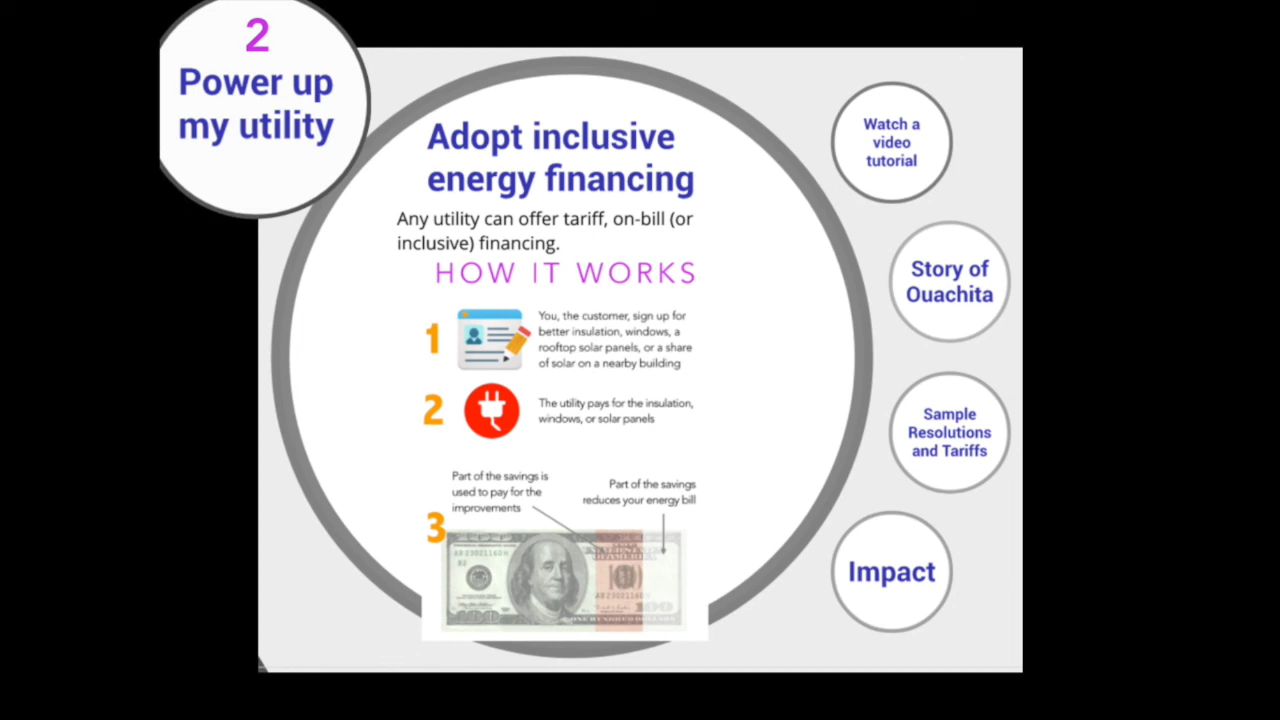 2
Power up
my utility
Adopt inclusive
energy financing
Any utility can offer tariff, on-bill (or
inclusive) financing.
HOW IT WORKS
1
You, the customer, sign up for
better insulation, windows, a
rooftop solar panels, or a share
of solar on a nearby building
2
The utility pays for the insulation,
windows, or solar panels
3
Part of the savings is
used to pay for the
improvements
Part of the savings
reduces your energy bill
100
Watch a
video
tutorial
Story of
Ouachita
Sample
Resolutions
and Tariffs
Impact